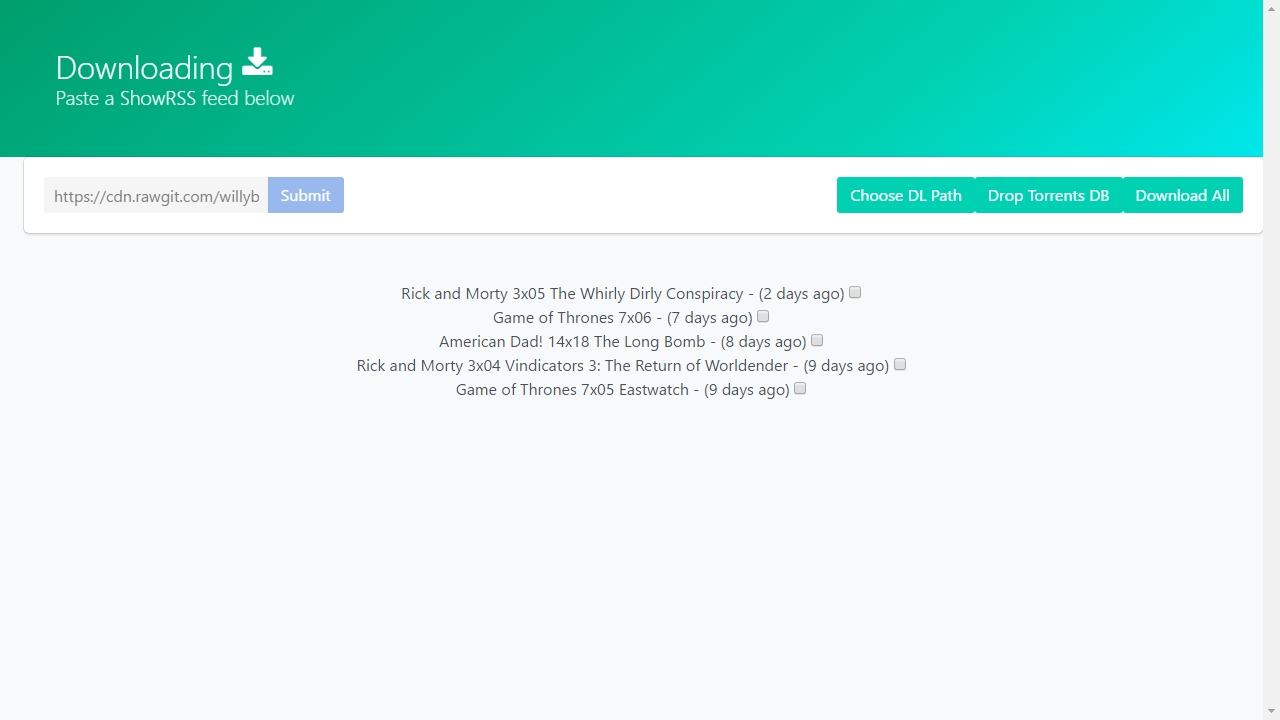 Downloading
Paste a ShowRSS feed below
https://cdn.rawgit.com/willyb Submit Choose DL Path Drop Torrents DB Download All
Rick and Morty 3x05 The Whirly Dirly Conspiracy - (2 days ago)
Game of Thrones 7x06 - (7 days ago)
American Dad! 14x18 The Long Bomb - (8 days ago)
Rick and Morty 3x04 Vindicators 3: The Return of Worldender - (9 days ago)
Game of Thrones 7x05 Eastwatch - (9 days ago)